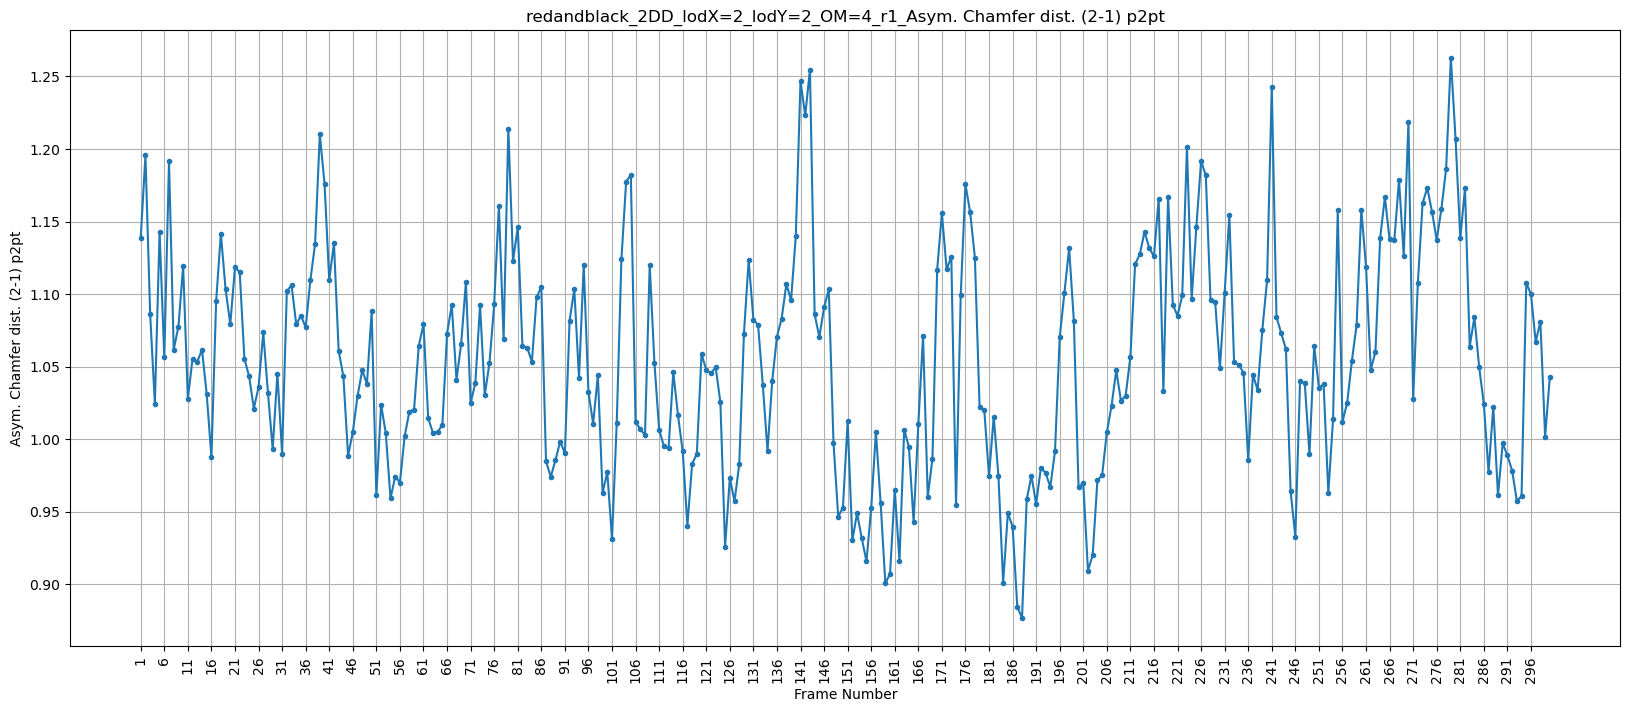 redandblack_2DD_lodX=2_lodY=2_OM=4_r1_Asym. Chamfer dist. (2-1) p2pt
Asym. Chamfer dist. (2-1) p2pt
1.25
1.20
1.15
1.10
1.05
1.00
0.95
0.90
1 6 11 16 21 26 31 36 41 46 51 56 61 66 71 76 81 86 91 96 101 106 111 116 121 126 131 136 141 146 151 156 161 166 171 176 181 186 191 196 201 206 211 216 221 226 231 236 241 246 251 256 261 266 271 276 281 286 291 296
Frame Number